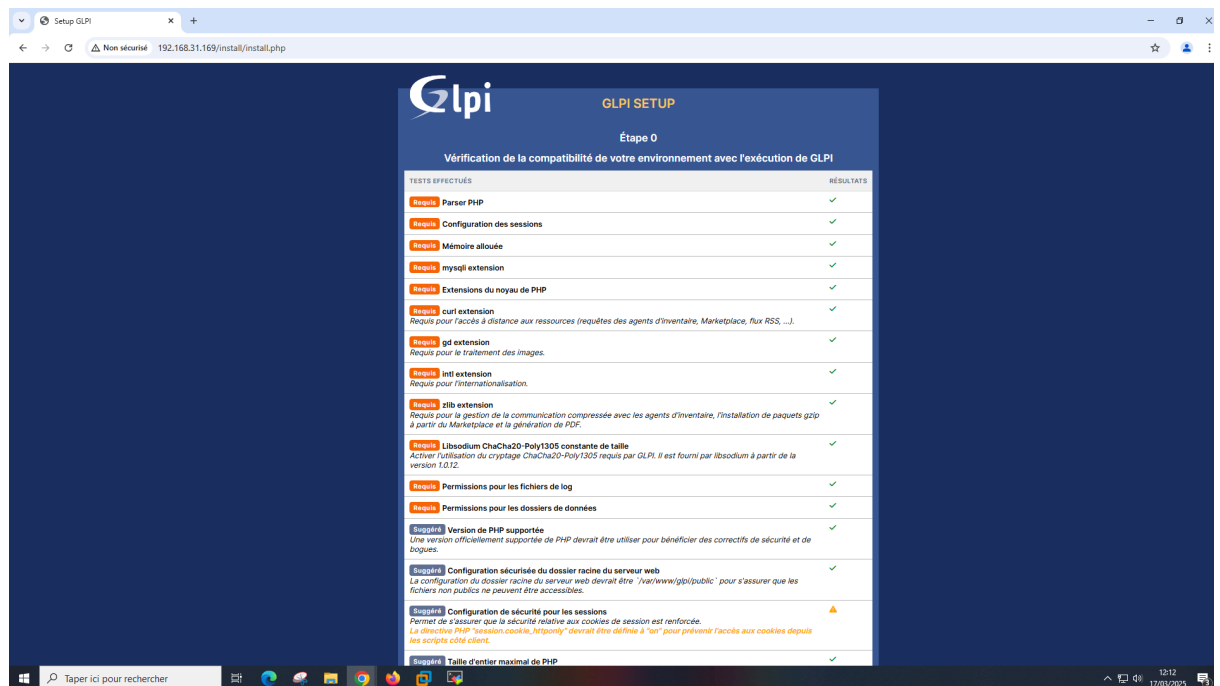 Setup GLPI
Non sécurisé 192.168.31.169/install/install.php
Glpi
GLPI SETUP
Étape 0
Vérification de la compatibilité de votre environnement avec l'exécution de GLPI
TESTS EFFECTUÉS RÉSULTATS
Requis Parser PHP
Requis Configuration des sessions
Requis Mémoire allouée
Requis mysqli extension
Requis Extensions du noyau de PHP
Requis curl extension
Requis pour l'accès à distance aux ressources (requêtes des agents d'inventaire, Marketplace, flux RSS, ...).
Requis gd extension
Requis pour le traitement des images.
Requis intl extension
Requis pour l'internationalisation.
Requis zlib extension
Requis pour la gestion de la communication compressée avec les agents d'inventaire, l'installation de paquets gzip
à partir du Marketplace et la génération de PDF.
Requis Libsodium ChaCha20-Poly1305 constante de taille
Activer l'utilisation du cryptage ChaCha20-Poly1305 requis par GLPI. Il est fourni par libsodium à partir de la
version 1.0.12.
Requis Permissions pour les fichiers de log
Requis Permissions pour les dossiers de données
Suggéré Version de PHP supportée
Une version officiellement supportée de PHP devrait être utiliser pour bénéficier des correctifs de sécurité et de
bogues.
Suggéré Configuration sécurisée du dossier racine du serveur web
La configuration du dossier racine du serveur web devrait être `/var/www/glpi/public` pour s'assurer que les
fichiers non publics ne peuvent être accessibles.
Suggéré Configuration de sécurité pour les sessions
Permet de s'assurer que la sécurité relative aux cookies de session est renforcée.
La directive PHP "session.cookie_httponly" devrait être définie à "on" pour prévenir l'accès aux cookies depuis
les scripts côté client.
Suggéré Taille d'entier maximal de PHP
Taper ici pour rechercher
12:12
17/03/2025